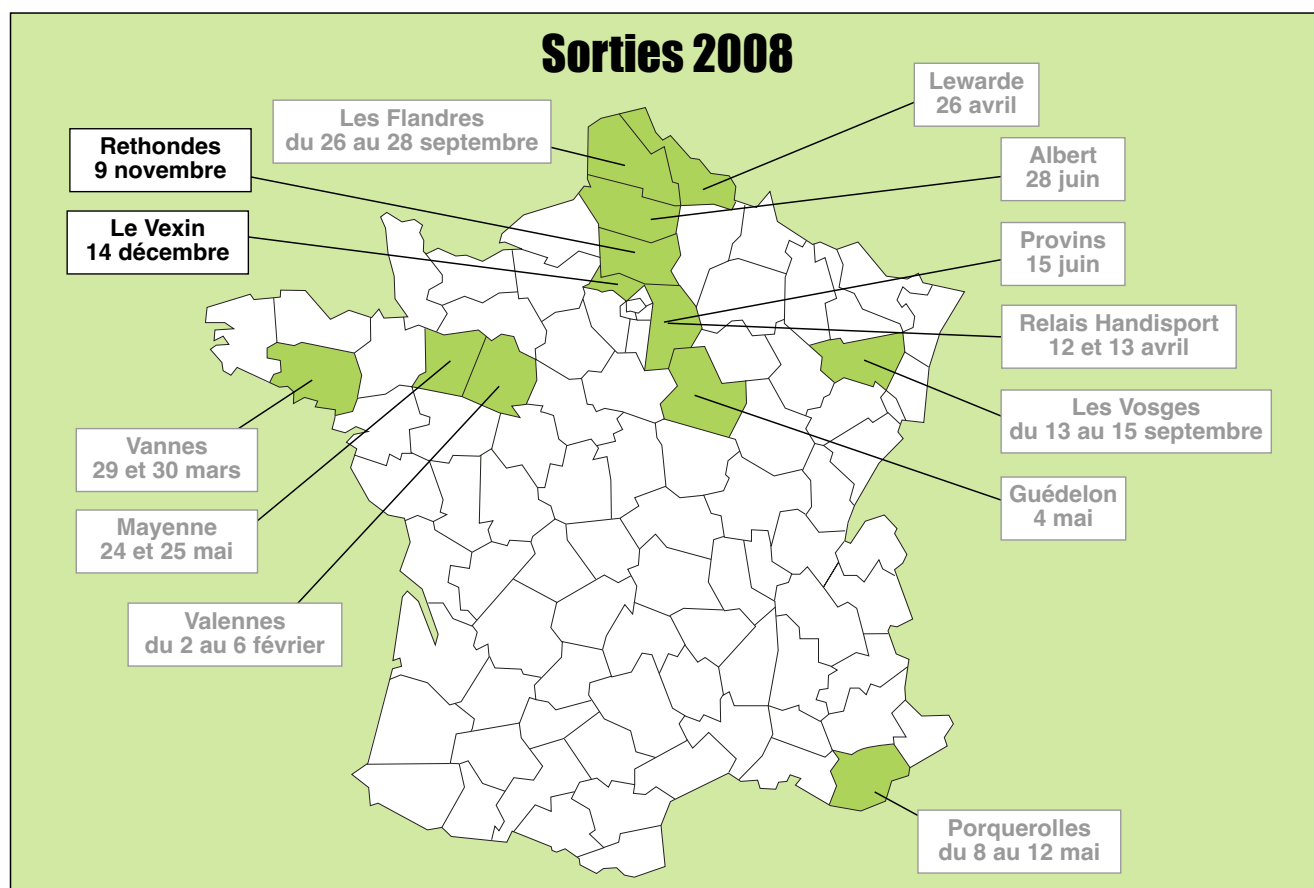 Sorties 2008
Lewarde
26 avril
Les Flandres
du 26 au 28 septembre
Rethondes
9 novembre
Albert
28 juin
Le Vexin
14 décembre
Provins
15 juin
Relais Handisport
12 et 13 avril
Les Vosges
du 13 au 15 septembre
Vannes
29 et 30 mars
Guédelon
4 mai
Mayenne
24 et 25 mai
Valennes
du 2 au 6 février
Porquerolles
du 8 au 12 mai